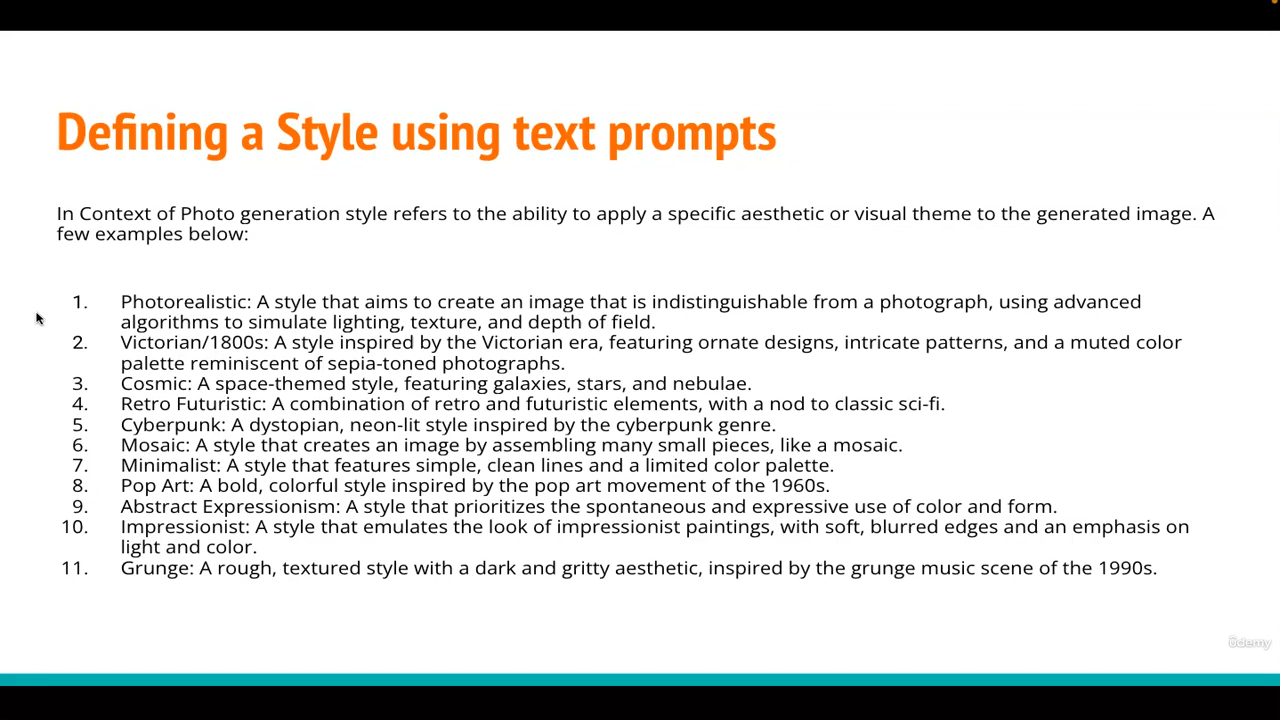 Defining a Style using text prompts
In Context of Photo generation style refers to the ability to apply a specific aesthetic or visual theme to the generated image. A
few examples below:
1. Photorealistic: A style that aims to create an image that is indistinguishable from a photograph, using advanced
algorithms to simulate lighting, texture, and depth of field.
2. Victorian/1800s: A style inspired by the Victorian era, featuring ornate designs, intricate patterns, and a muted color
palette reminiscent of sepia-toned photographs.
3. Cosmic: A space-themed style, featuring galaxies, stars, and nebulae.
4. Retro Futuristic: A combination of retro and futuristic elements, with a nod to classic sci-fi.
5. Cyberpunk: A dystopian, neon-lit style inspired by the cyberpunk genre.
6. Mosaic: A style that creates an image by assembling many small pieces, like a mosaic.
7. Minimalist: A style that features simple, clean lines and a limited color palette.
8. Pop Art: A bold, colorful style inspired by the pop art movement of the 1960s.
9. Abstract Expressionism: A style that prioritizes the spontaneous and expressive use of color and form.
10. Impressionist: A style that emulates the look of impressionist paintings, with soft, blurred edges and an emphasis on
light and color.
11. Grunge: A rough, textured style with a dark and gritty aesthetic, inspired by the grunge music scene of the 1990s.
ûdemy